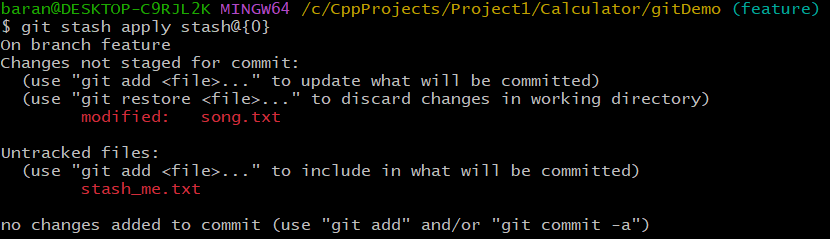 baran@DESKTOP-C9RJL2K MINGW64 /c/CppProjects/Project1/Calculator/gitDemo (feature)
$ git stash apply stash@{0}
On branch feature
Changes not staged for commit:
  (use "git add <file>..." to update what will be committed)
  (use "git restore <file>..." to discard changes in working directory)
        modified:   song.txt

Untracked files:
  (use "git add <file>..." to include in what will be committed)
        stash_me.txt

no changes added to commit (use "git add" and/or "git commit -a")